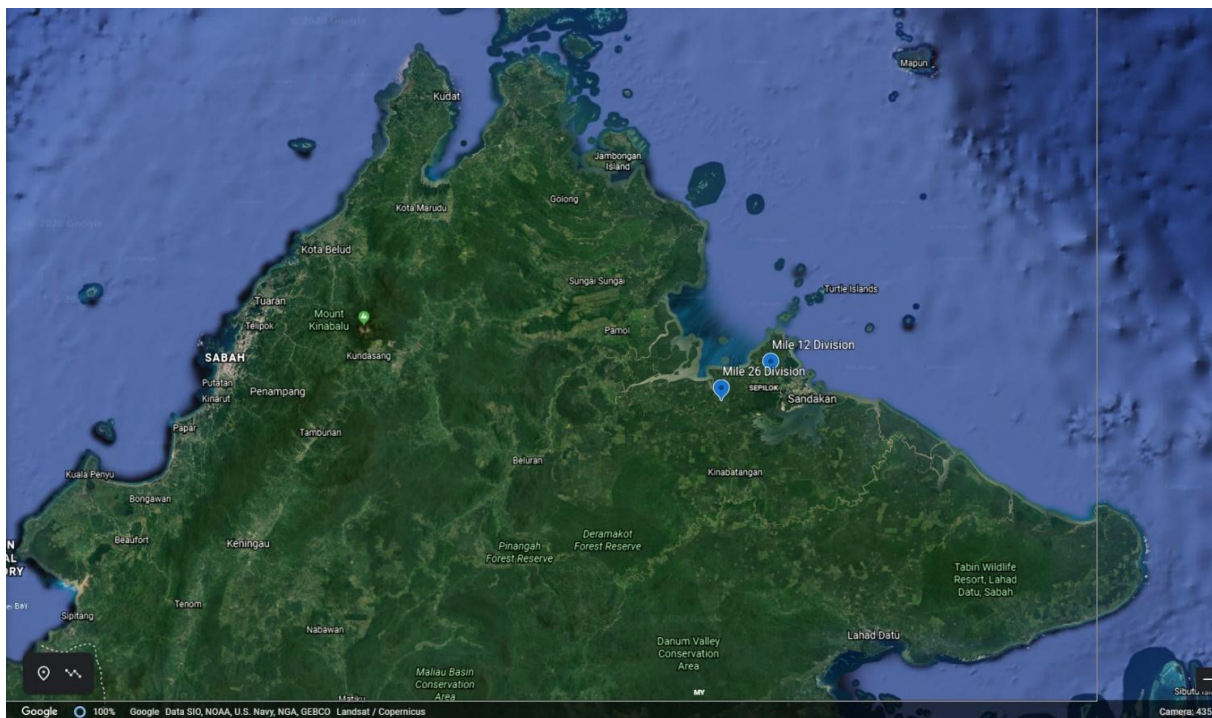 Mapun
Kudat
Jambongan
Island
Golong
Kota Marudu
Kota Belud
Sungai Sungai
Turtle Islands
Tuaran
Mount
Kinabalu
Telipok
Pamol
Mile 12 Division
SABAH
Kundasang
Mile 26 Division
Putatan
SEPILOK
Kinarut
Penampang
Sandakan
Papar
Tambunan
Beluran
Kuala Penyu
Kinabatangan
Bongawan
Deramakot
Forest Reserve
Beaufort
Keningau
Pinangah
Forest Reserve
Tabin Wildlife
Resort, Lahad
Datu, Sabah
Tenom
Sipitang
Nabawan
Lahad Datu
Danum Valley
Conservation
Area
Maliau Basin
Conservation
Area
MY
Google 100% Google Data SIO, NOAA, U.S. Navy, NGA, GEBCO Landsat / Copernicus
Camera: 435